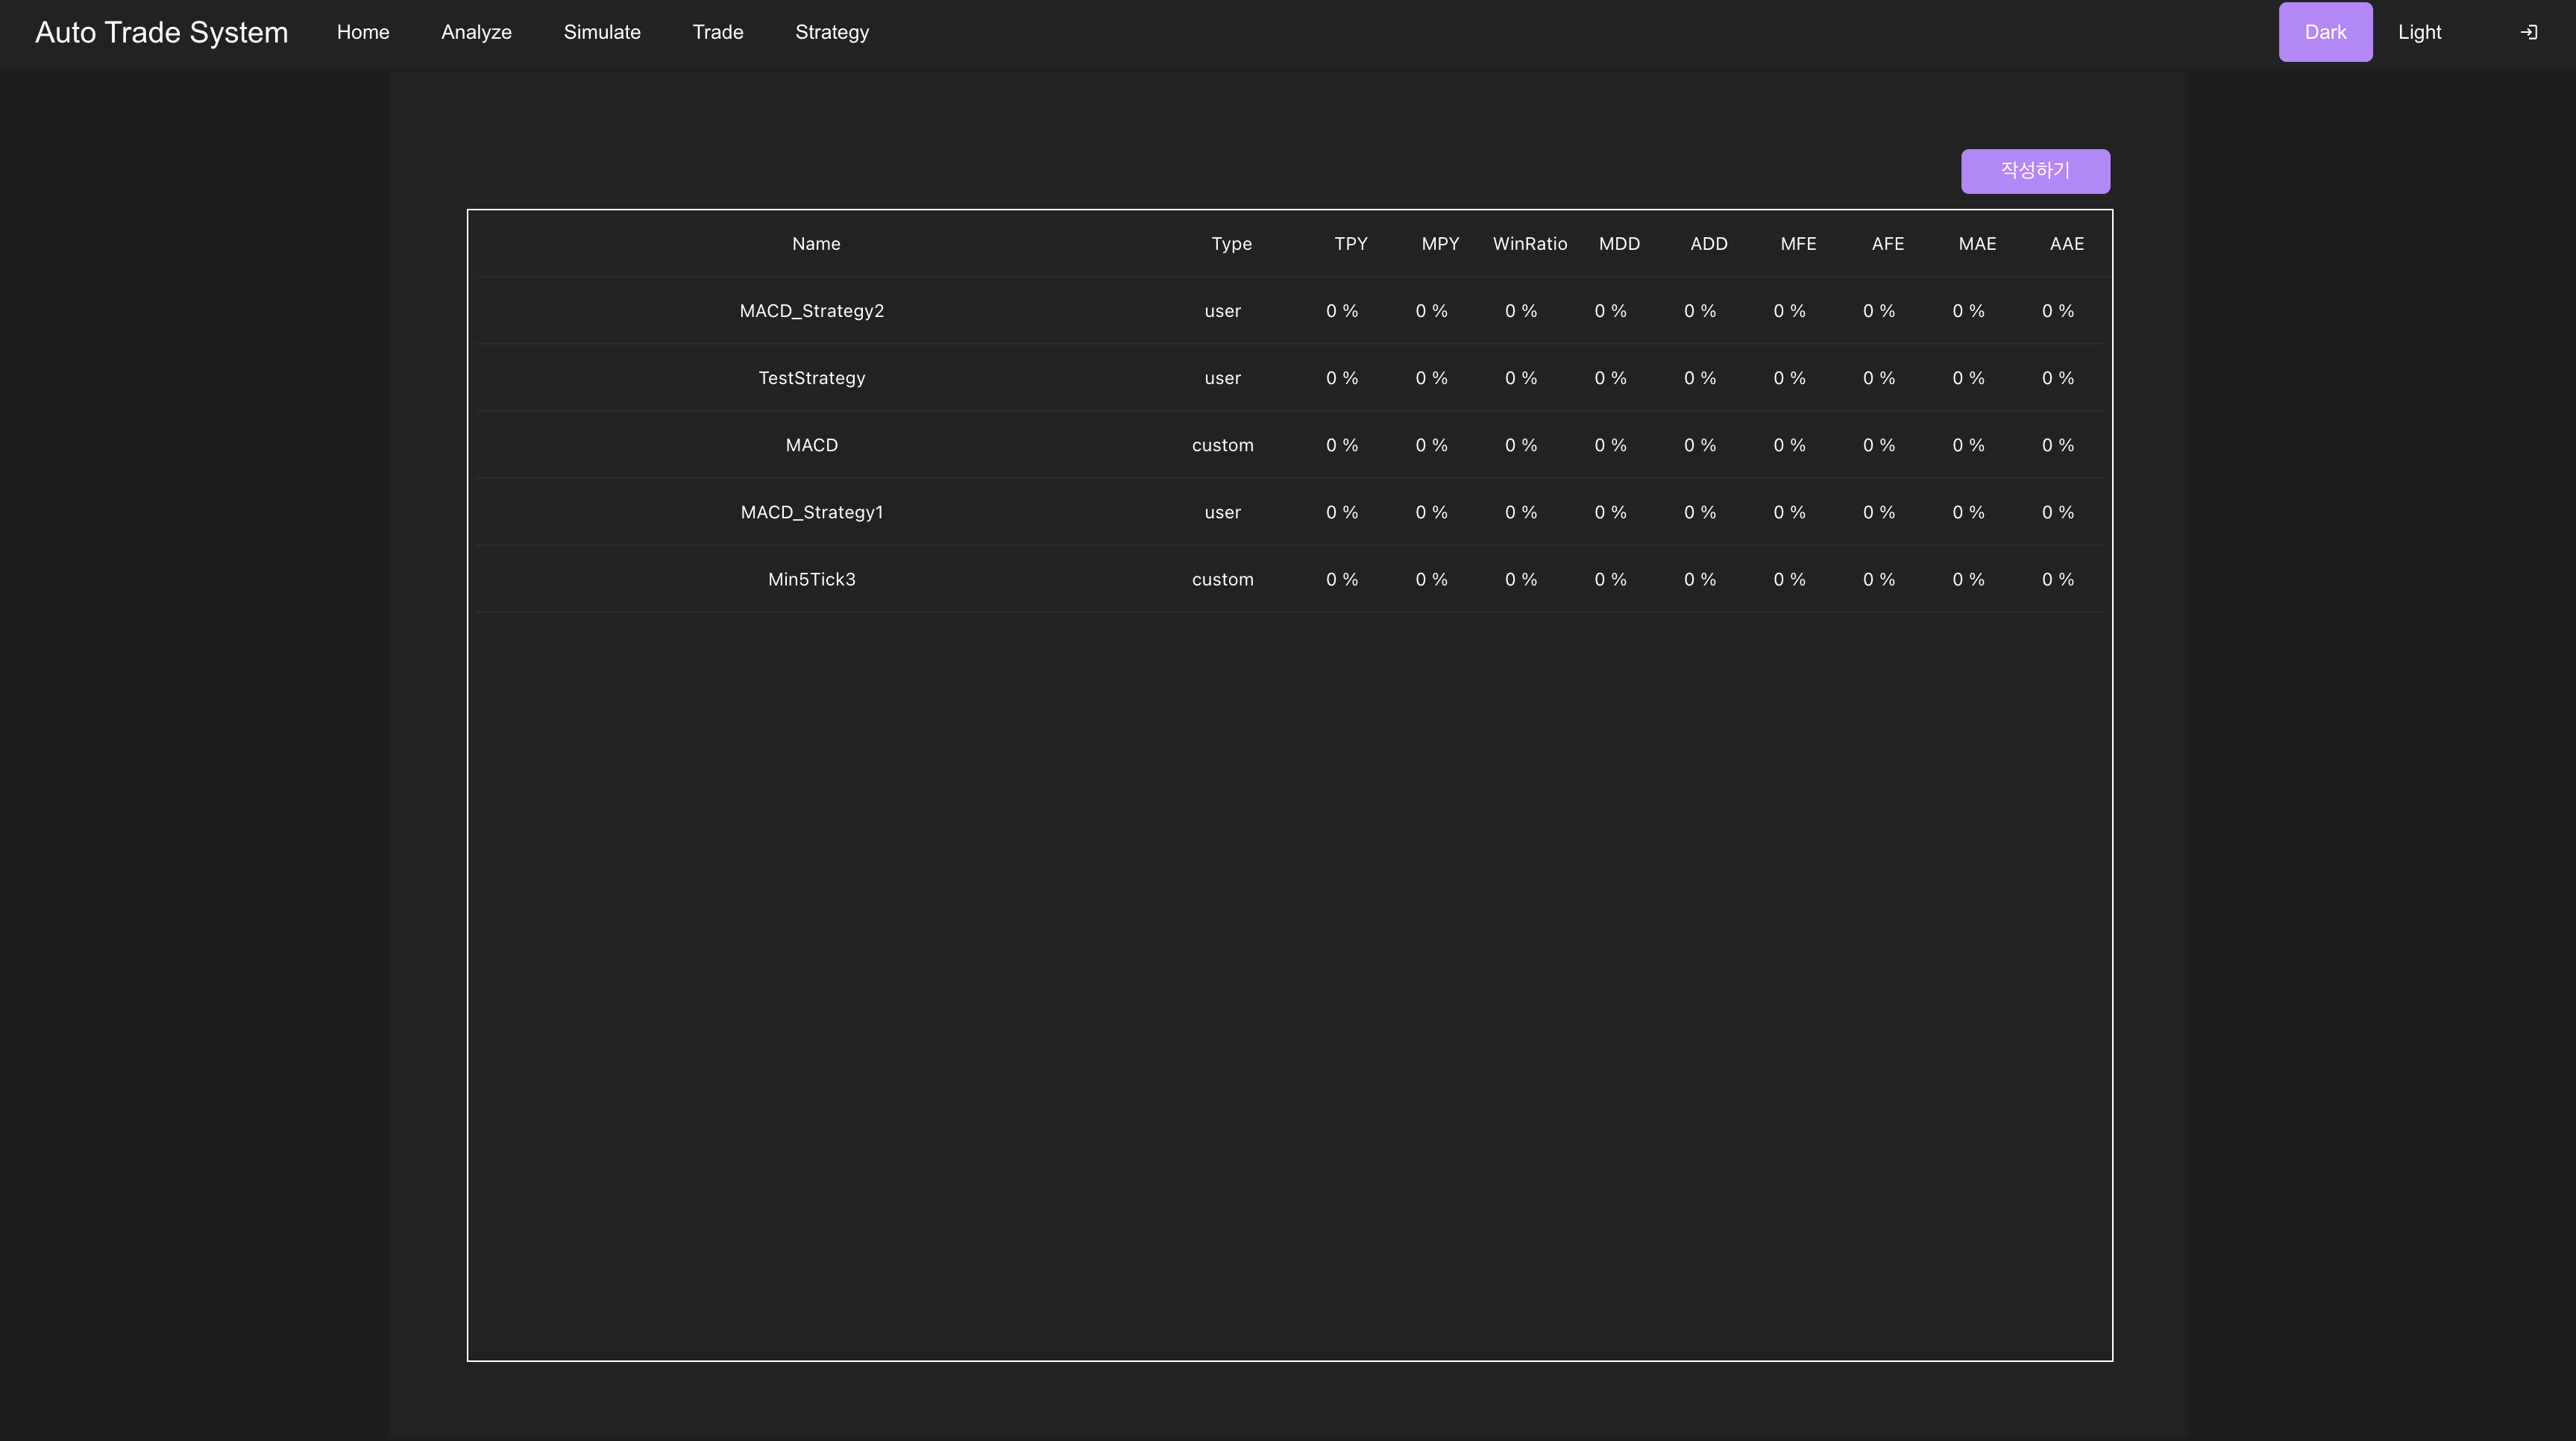 Auto Trade System Home Analyze Simulate Trade Strategy Dark Light
작성하기
Name Type TPY MPY WinRatio MDD ADD MFE AFE MAE AAE
MACD_Strategy2 user 0 % 0 % 0 % 0 % 0 % 0 % 0 % 0 % 0 %
TestStrategy user 0 % 0 % 0 % 0 % 0 % 0 % 0 % 0 % 0 %
MACD custom 0 % 0 % 0 % 0 % 0 % 0 % 0 % 0 % 0 %
MACD_Strategy1 user 0 % 0 % 0 % 0 % 0 % 0 % 0 % 0 % 0 %
Min5Tick3 custom 0 % 0 % 0 % 0 % 0 % 0 % 0 % 0 % 0 %